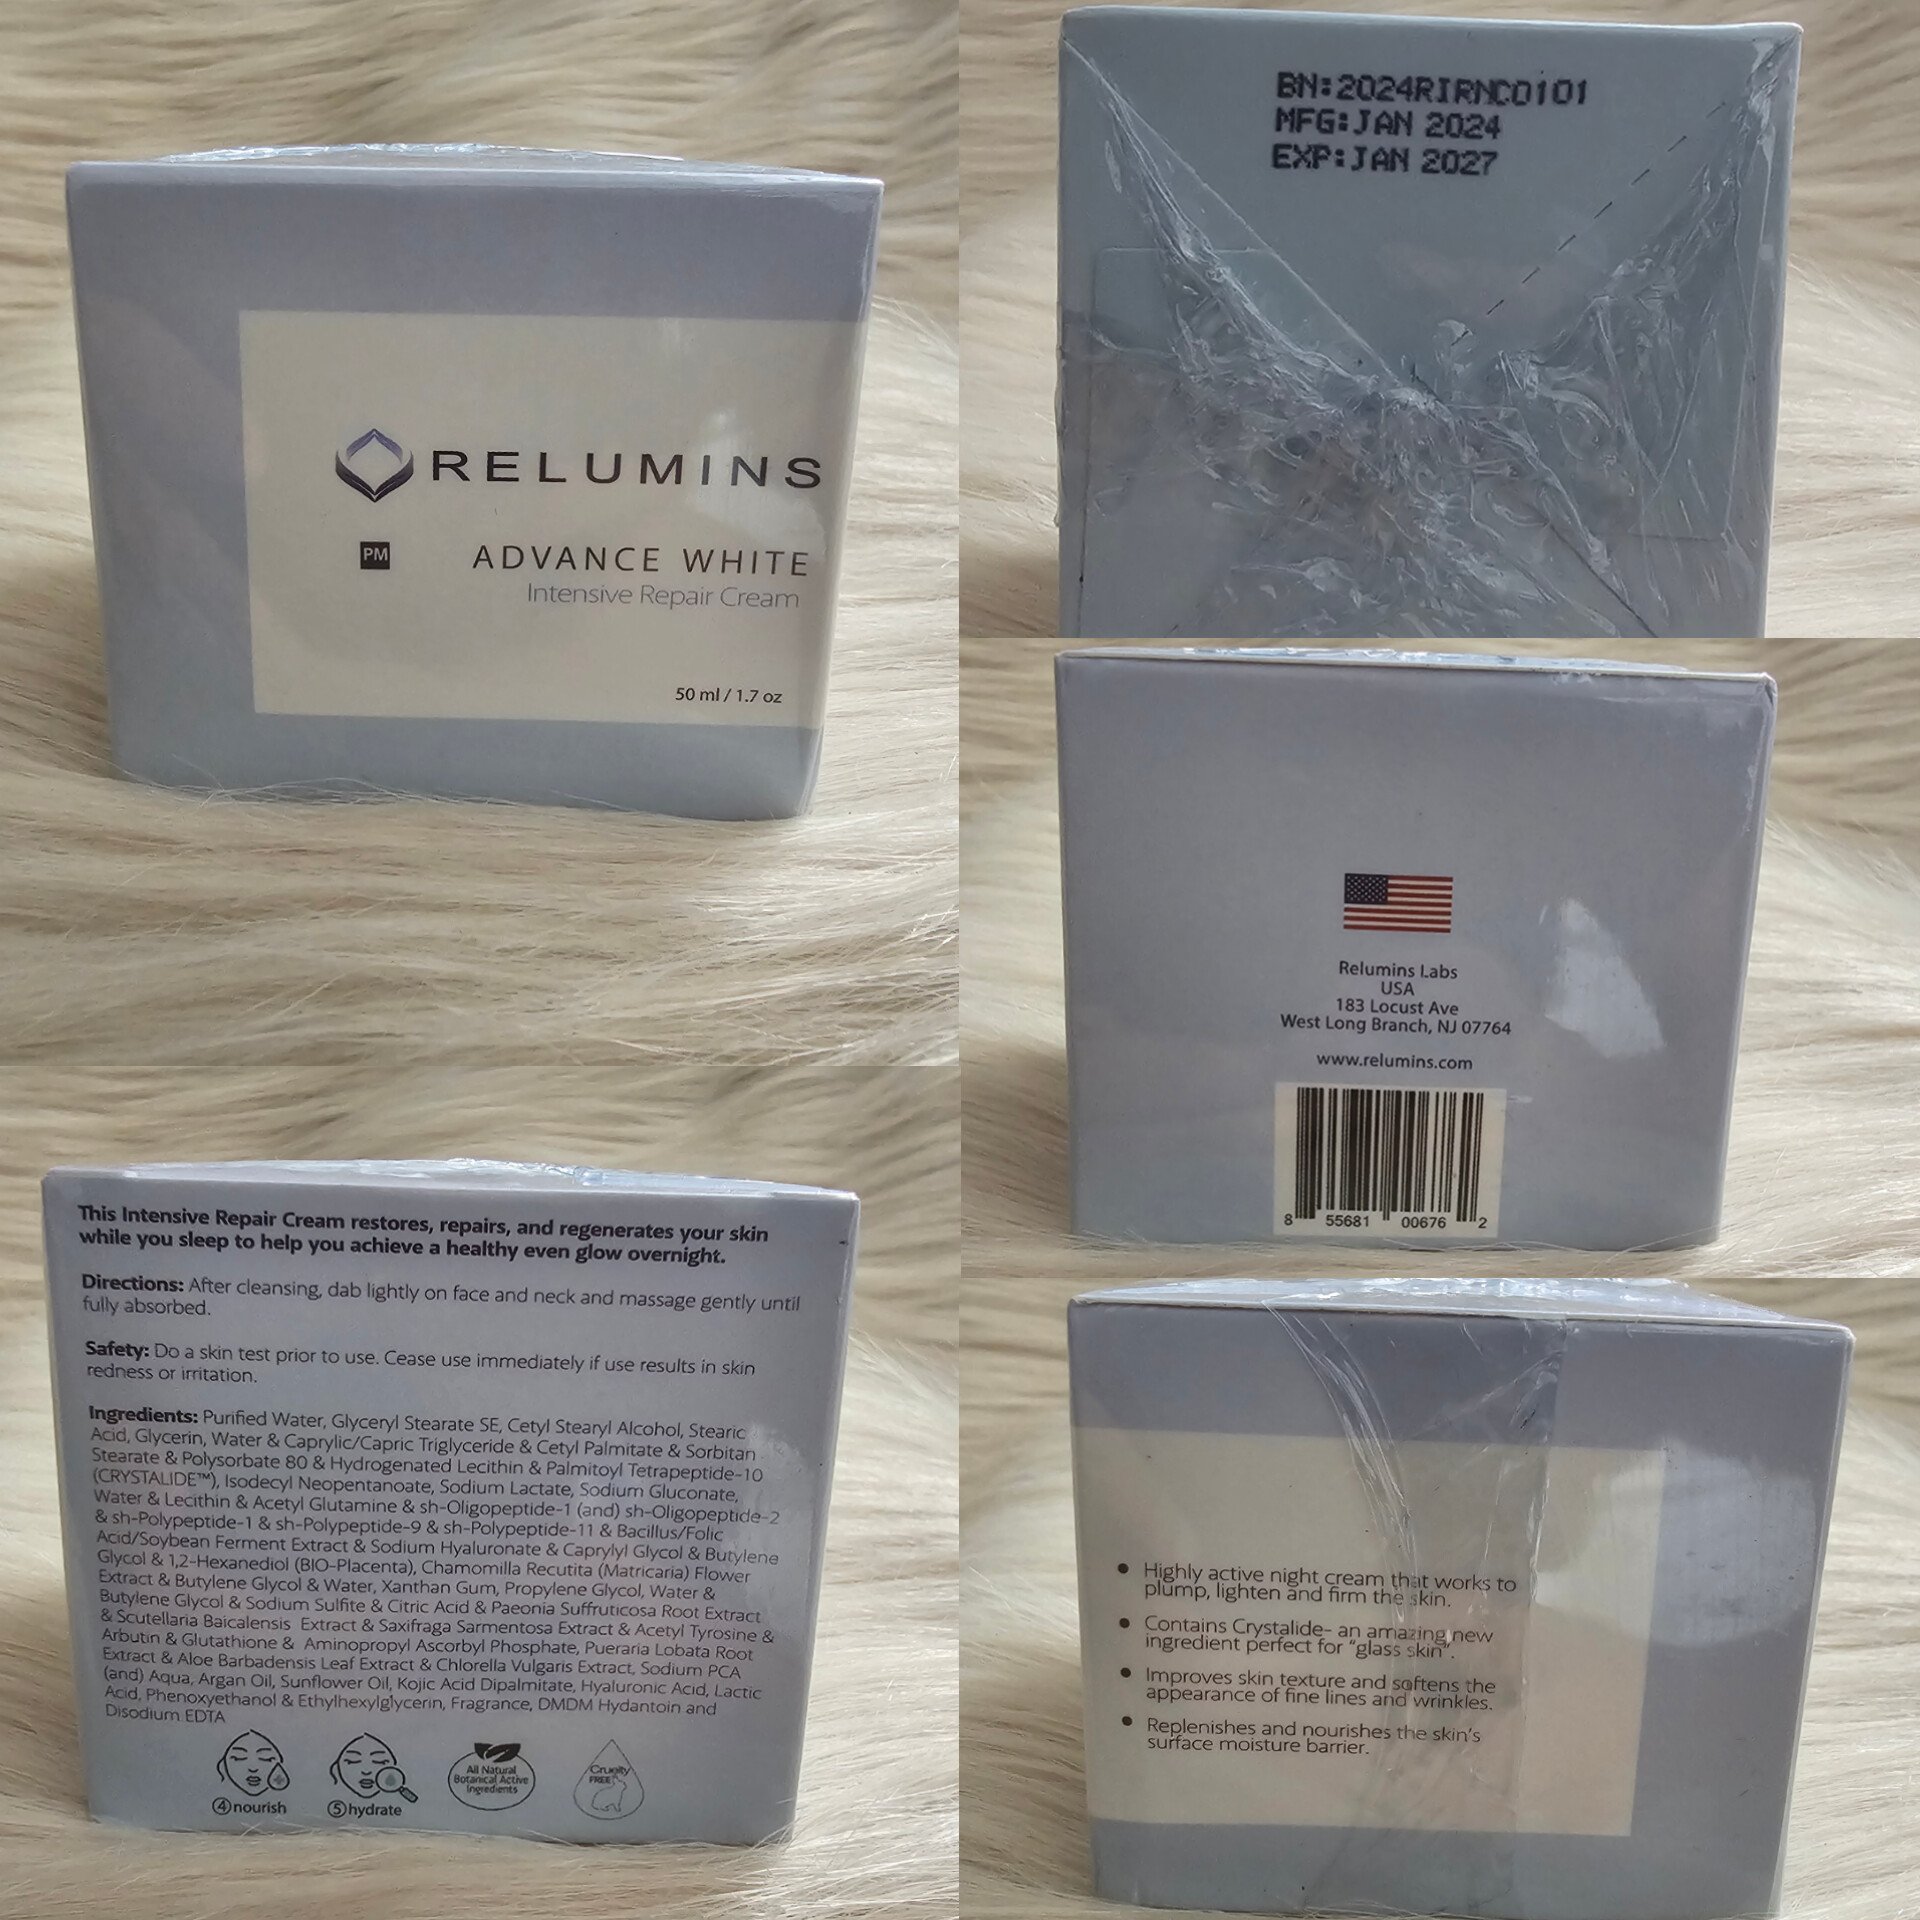 RELUMINS
PM
ADVANCE WHITE
Intensive Repair Cream
50 ml / 1.7 oz
BN:2024RIRNC0101
MFG:JAN 2024
EXP:JAN 2027
Relumins Labs
USA
183 Locust Ave
West Long Branch, NJ 07764
www.relumins.com
8 55681 00676 2
This Intensive Repair Cream restores, repairs, and regenerates your skin
while you sleep to help you achieve a healthy even glow overnight.
Directions: After cleansing, dab lightly on face and neck and massage gently until
fully absorbed.
Safety: Do a skin test prior to use. Cease use immediately if use results in skin
redness or irritation.
Ingredients: Purified Water, Glyceryl Stearate SE, Cetyl Stearyl Alcohol, Stearic
Acid, Glycerin, Water & Caprylic/Capric Triglyceride & Cetyl Palmitate & Sorbitan
Stearate & Polysorbate 80 & Hydrogenated Lecithin & Palmitoyl Tetrapeptide-10
(CRYSTALIDE™), Isodecyl Neopentanoate, Sodium Lactate, Sodium Gluconate,
Water & Lecithin & Acetyl Glutamine & sh-Oligopeptide-1 (and) sh-Oligopeptide-2
& sh-Polypeptide-1 & sh-Polypeptide-9 & sh-Polypeptide-11 & Bacillus/Folic
Acid/Soybean Ferment Extract & Sodium Hyaluronate & Caprylyl Glycol & Butylene
Glycol & 1,2-Hexanediol (BIO-Placenta), Chamomilla Recutita (Matricaria) Flower
Extract & Butylene Glycol & Water, Xanthan Gum, Propylene Glycol, Water &
Butylene Glycol & Sodium Sulfite & Citric Acid & Paeonia Suffruticosa Root Extract
& Scutellaria Baicalensis Extract & Saxifraga Sarmentosa Extract & Acetyl Tyrosine &
Arbutin & Glutathione & Aminopropyl Ascorbyl Phosphate, Pueraria Lobata Root
Extract & Aloe Barbadensis Leaf Extract & Chlorella Vulgaris Extract, Sodium PCA
(and) Aqua, Argan Oil, Sunflower Oil, Kojic Acid Dipalmitate, Hyaluronic Acid, Lactic
Acid, Phenoxyethanol & Ethylhexylglycerin, Fragrance, DMDM Hydantoin and
Disodium EDTA
④nourish
⑤hydrate
All Natural
Botanical Active
Ingredients
Cruelty
FREE
• Highly active night cream that works to
plump, lighten and firm the skin.
• Contains Crystalide- an amazing new
ingredient perfect for "glass skin".
• Improves skin texture and softens the
appearance of fine lines and wrinkles.
• Replenishes and nourishes the skin's
surface moisture barrier.